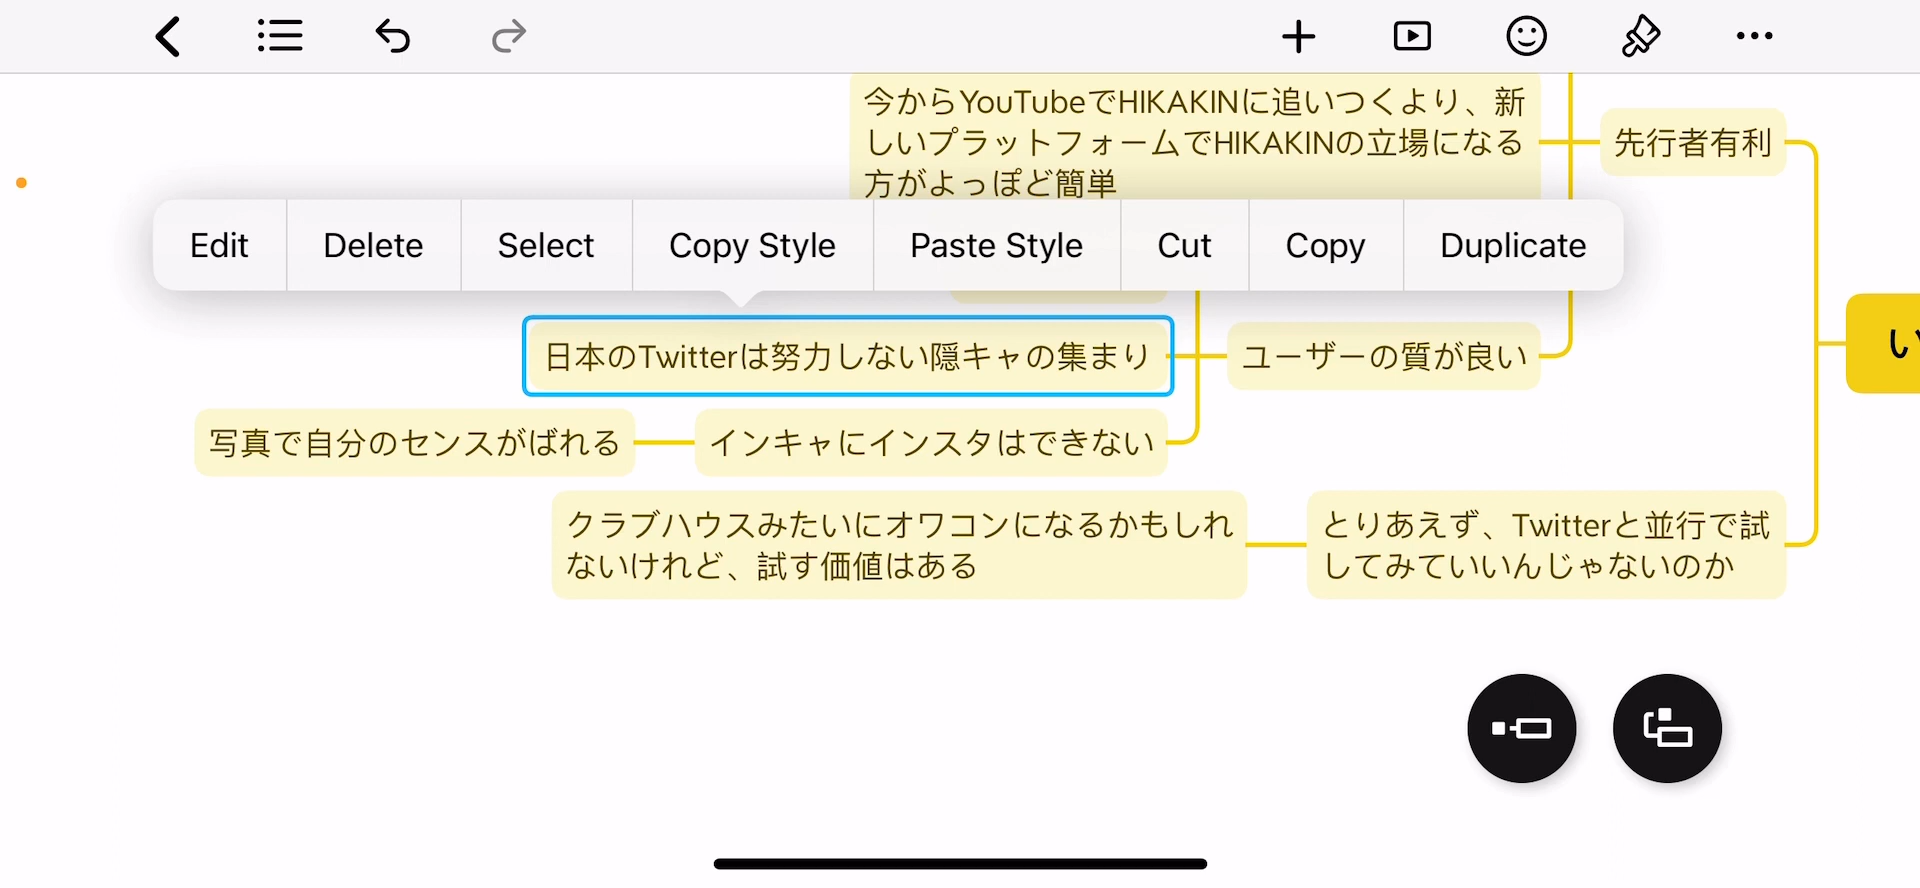 今からYouTubeでHIKAKINに追いつくより、新
しいプラットフォームでHIKAKINの立場になる
方がよっぽど簡単
先行者有利
Edit
Delete
Select
Copy Style
Paste Style
Cut
Copy
Duplicate
日本のTwitterは努力しない隠キャの集まり
ユーザーの質が良い
い
写真で自分のセンスがばれる
インキャにインスタはできない
クラブハウスみたいにオワコンになるかもしれ
ないけれど、試す価値はある
とりあえず、Twitterと並行で試
してみていいんじゃないのか